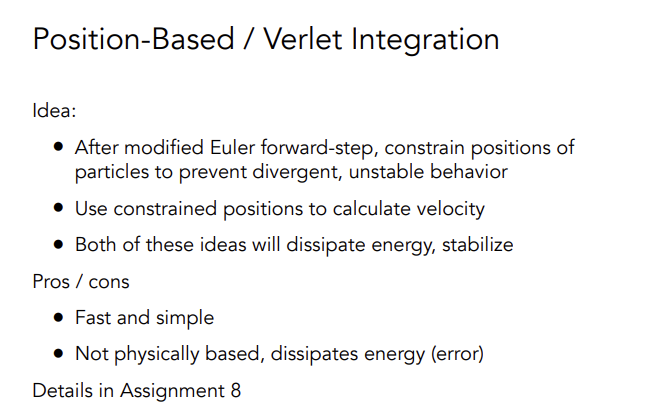 Position-Based / Verlet Integration
Idea:
• After modified Euler forward-step, constrain positions of
particles to prevent divergent, unstable behavior
• Use constrained positions to calculate velocity
• Both of these ideas will dissipate energy, stabilize
Pros / cons
• Fast and simple
• Not physically based, dissipates energy (error)
Details in Assignment 8